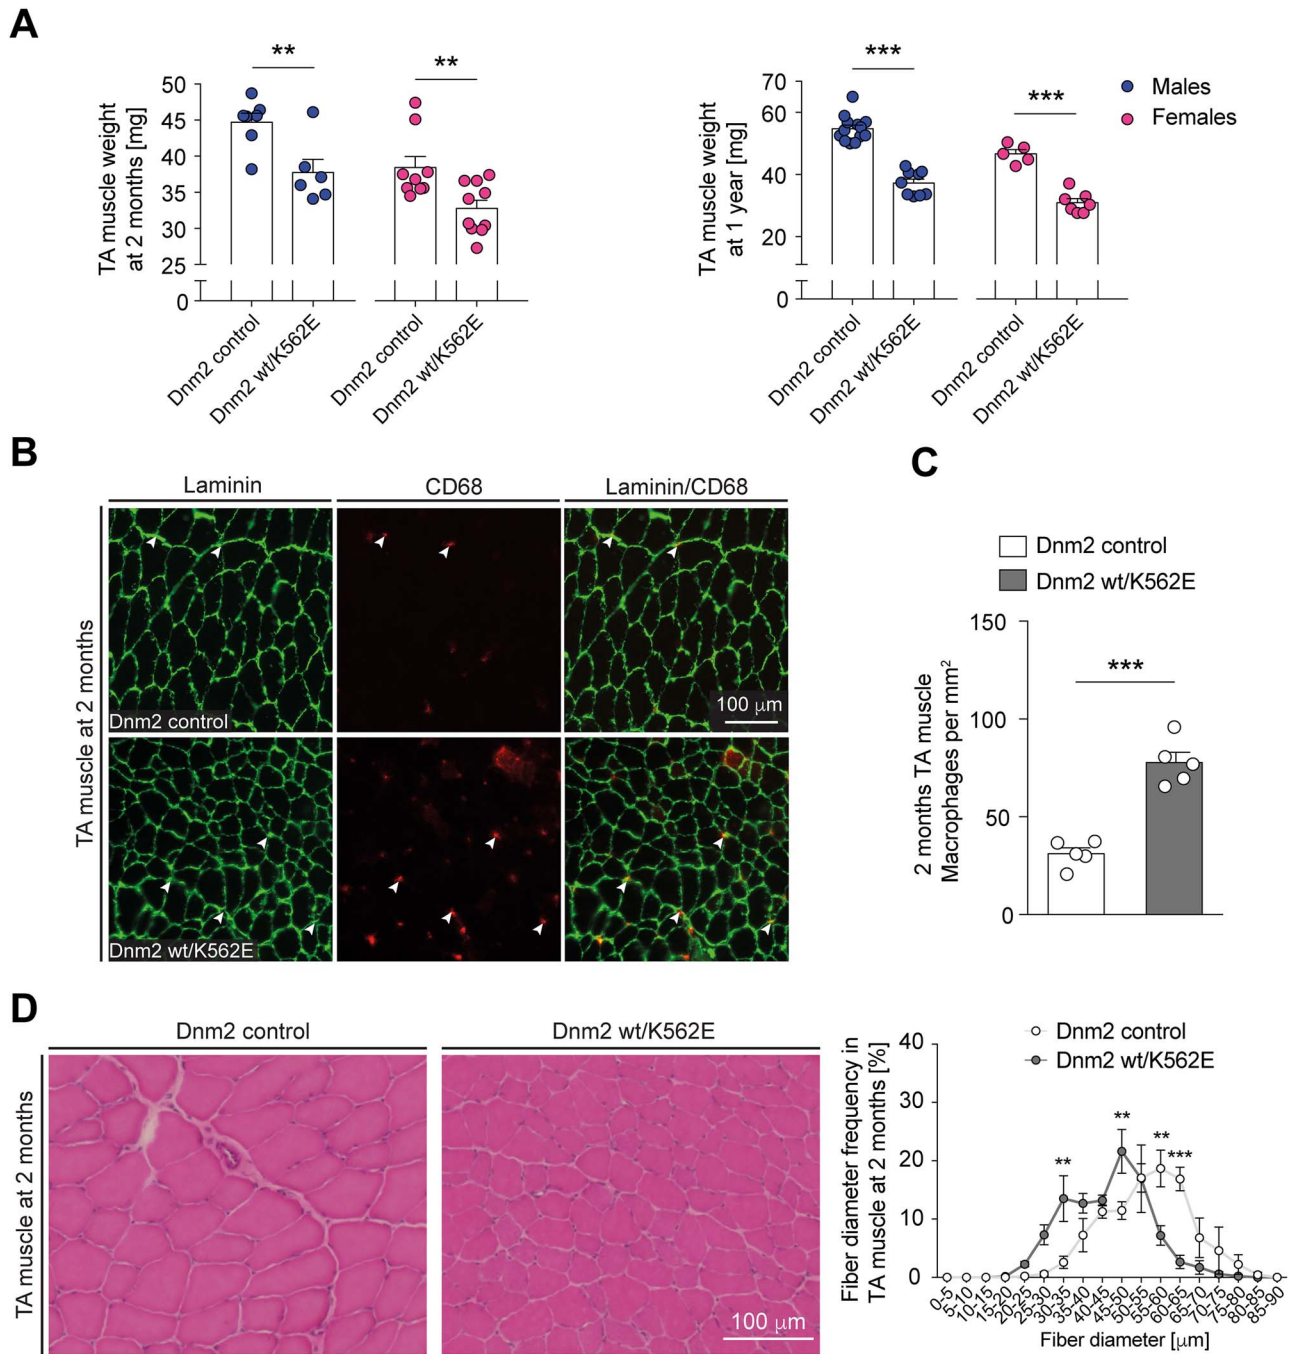 A
TA muscle weight
at 2 months [mg]
50
45
40
35
30
25
0
**
**
Dnm2 control
Dnm2 wt/K562E
Dnm2 control
Dnm2 wt/K562E
TA muscle weight
at 1 year [mg]
70
60
40
20
0
***
***
Dnm2 control
Dnm2 wt/K562E
Dnm2 control
Dnm2 wt/K562E
Males
Females
B
Laminin
CD68
Laminin/CD68
TA muscle at 2 months
Dnm2 control
100 μm
Dnm2 wt/K562E
C
Dnm2 control
Dnm2 wt/K562E
2 months TA muscle
Macrophages per mm²
150
100
50
0
***
D
Dnm2 control
Dnm2 wt/K562E
TA muscle at 2 months
100 μm
Dnm2 control
Dnm2 wt/K562E
Fiber diameter frequency in
TA muscle at 2 months [%]
40
30
20
10
0
**
**
**
***
0-5
5-10
10-15
15-20
20-25
25-30
30-35
35-40
40-45
45-50
50-55
55-60
60-65
65-70
70-75
75-80
80-85
85-90
Fiber diameter [μm]